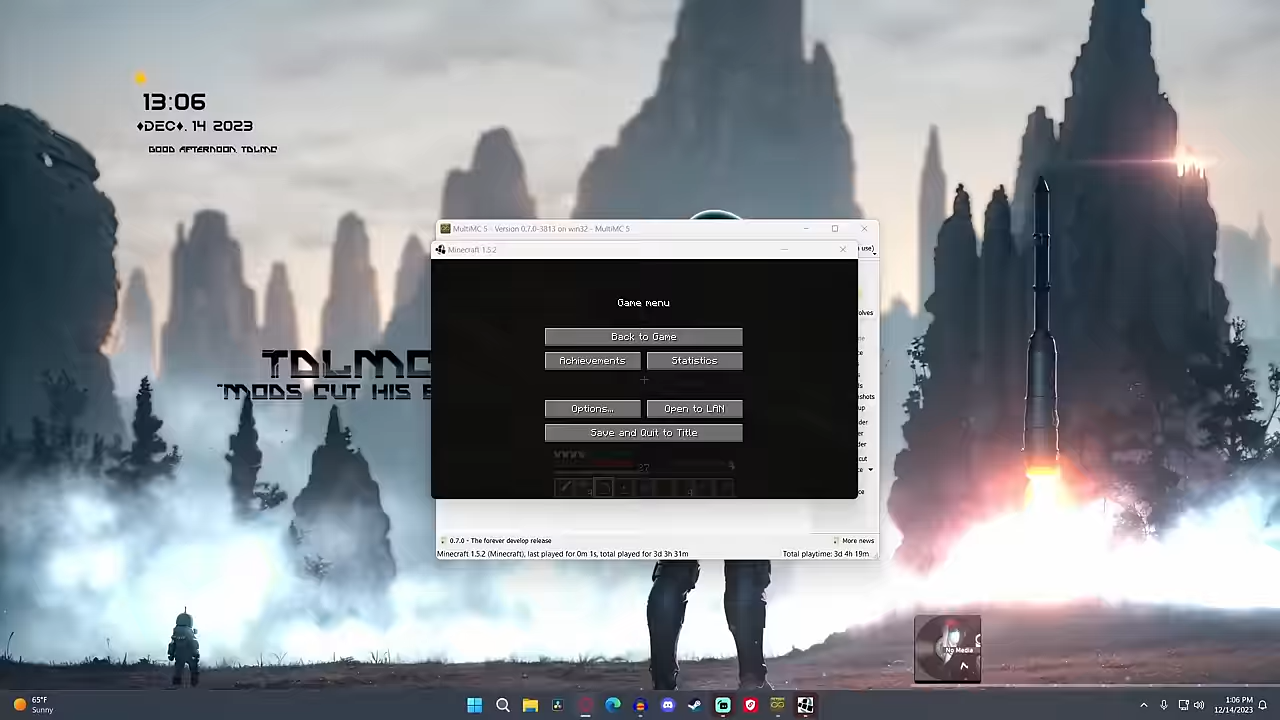 13:06
♦DEC♦. 14 2023
GOOD AFTERNOON, TDLMC
TDLMC
"MODS CUT HIS
MultiMC 5 - Version 0.7.0-3813 on win32 - MultiMC 5
Minecraft 1.5.2
use)
Game menu
Back to Game
Achievements
Statistics
Options...
Open to LAN
Save and Quit to Title
37
0.7.0 - The forever develop release
More news
Minecraft 1.5.2 (Minecraft), last played for 0m 1s, total played for 3d 3h 31m
Total playtime: 3d 4h 19m
No Media
65°F
Sunny
1:06 PM
12/14/2023